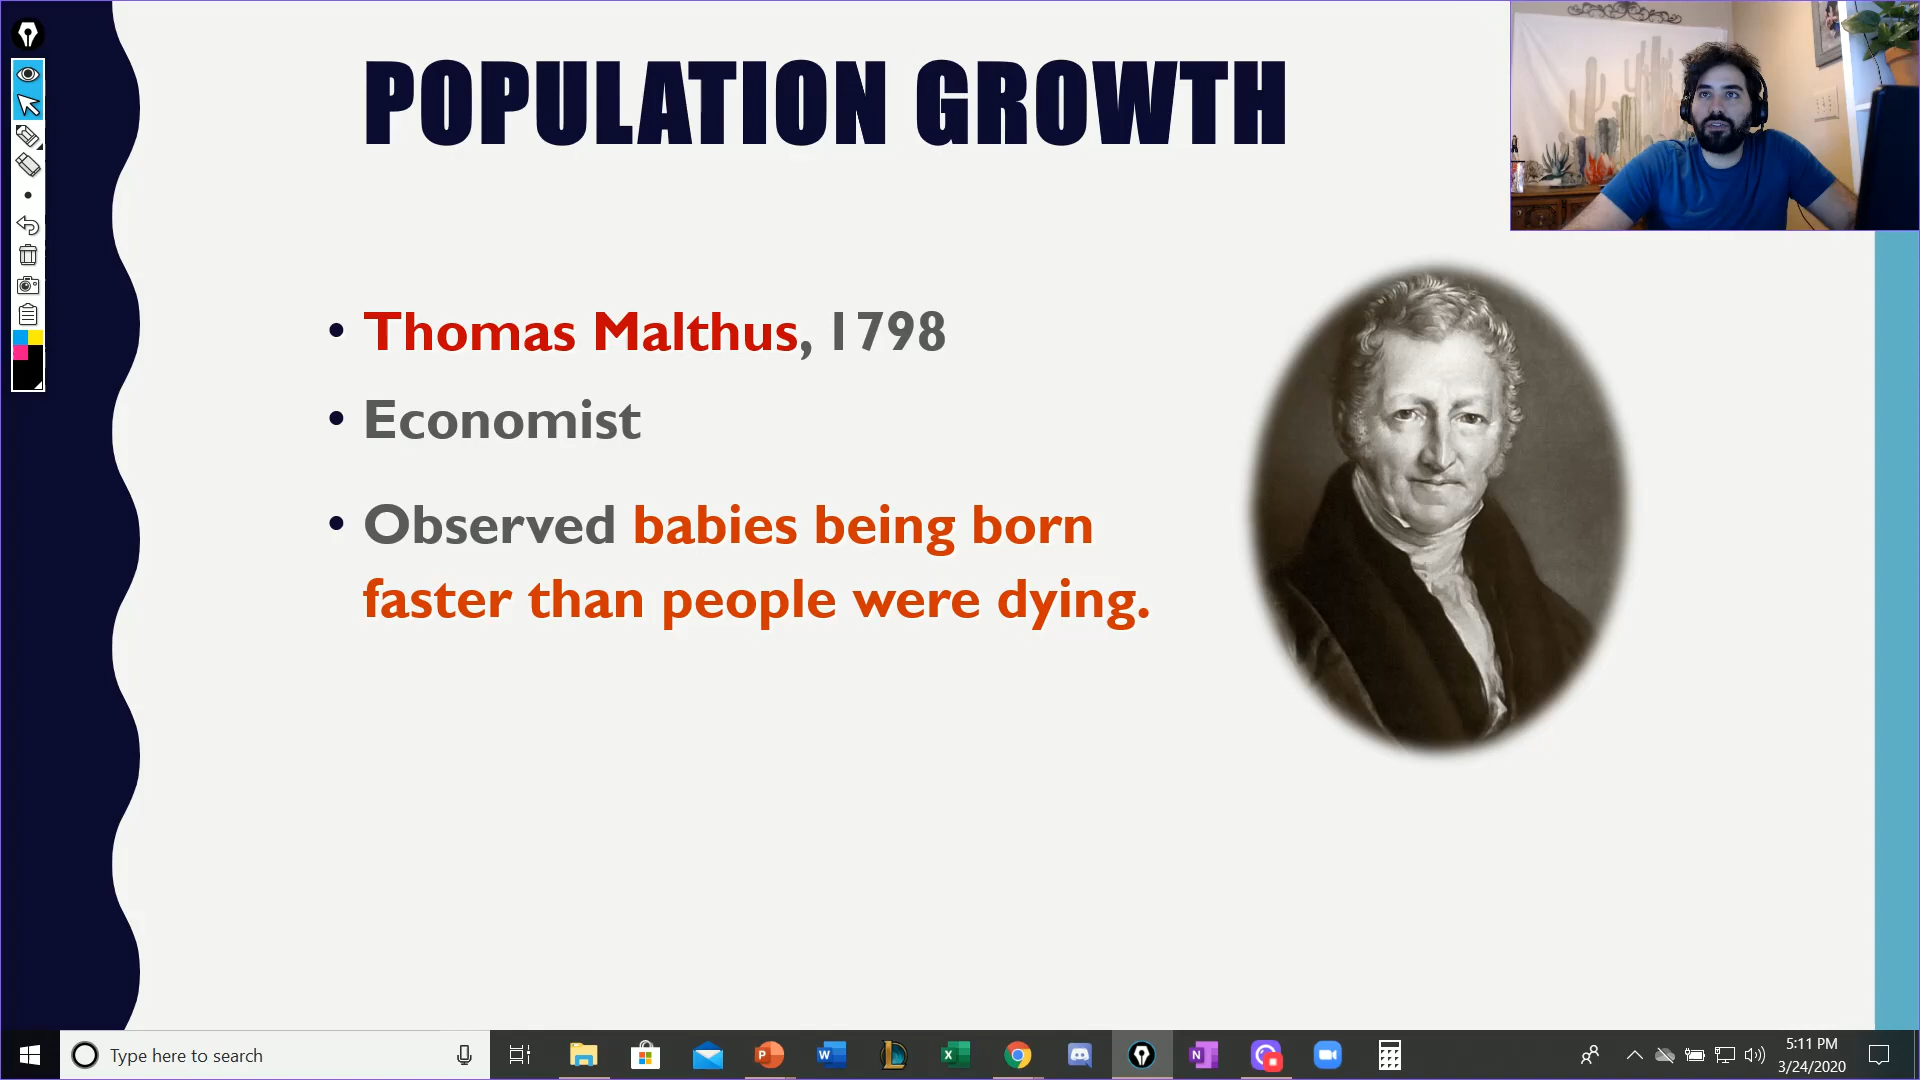 POPULATION GROWTH
• Thomas Malthus, 1798
• Economist
• Observed babies being born
faster than people were dying.
Type here to search
5:11 PM
3/24/2020